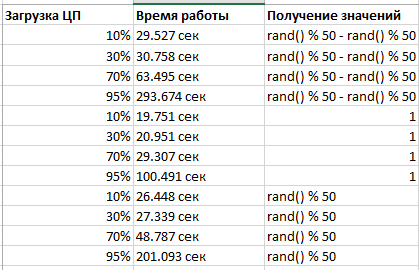 Загрузка ЦП Время работы Получение значений
10% 29.527 сек rand() % 50 - rand() % 50
30% 30.758 сек rand() % 50 - rand() % 50
70% 63.495 сек rand() % 50 - rand() % 50
95% 293.674 сек rand() % 50 - rand() % 50
10% 19.751 сек 1
30% 20.951 сек 1
70% 29.307 сек 1
95% 100.491 сек 1
10% 26.448 сек rand() % 50
30% 27.339 сек rand() % 50
70% 48.787 сек rand() % 50
95% 201.093 сек rand() % 50